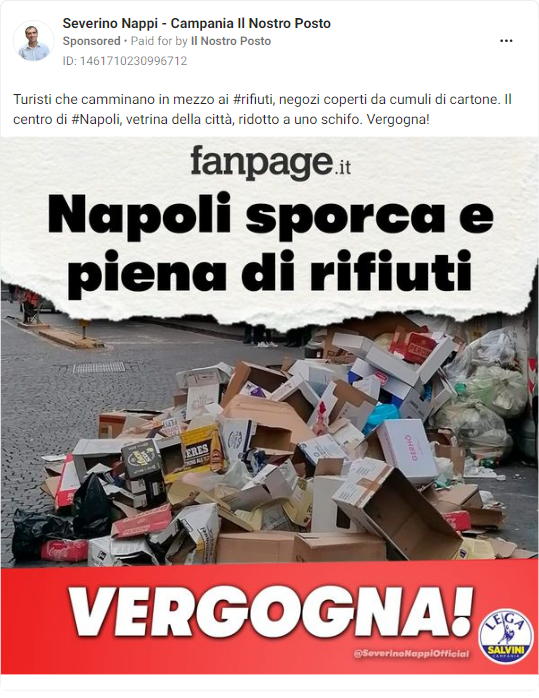 Severino Nappi - Campania Il Nostro Posto
Sponsored • Paid for by Il Nostro Posto
ID: 1461710230996712
Turisti che camminano in mezzo ai #rifiuti, negozi coperti da cumuli di cartone. Il
centro di #Napoli, vetrina della città, ridotto a uno schifo. Vergogna!
fanpage.it
Napoli sporca e
piena di rifiuti
VERGOGNA!
@SeverinoNappiOfficial
LEGA
SALVINI
CAMPANIA